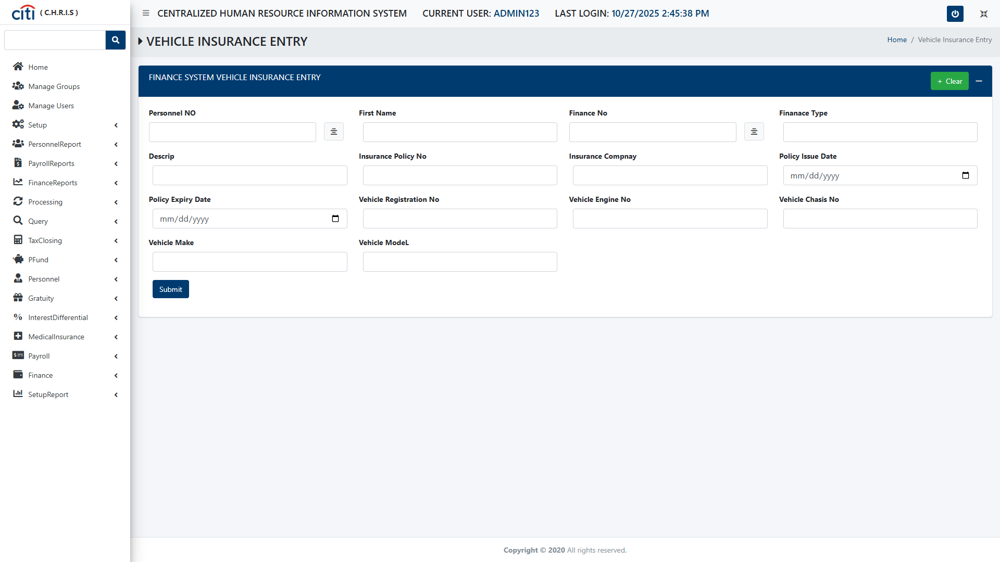 citi ( C.H.R.I.S )
CENTRALIZED HUMAN RESOURCE INFORMATION SYSTEM CURRENT USER: ADMIN123 LAST LOGIN: 10/27/2025 2:45:38 PM
VEHICLE INSURANCE ENTRY
Home / Vehicle Insurance Entry
Home
Manage Groups
Manage Users
Setup
PersonnelReport
PayrollReports
FinanceReports
Processing
Query
TaxClosing
PFund
Personnel
Gratuity
InterestDifferential
MedicalInsurance
Payroll
Finance
SetupReport
FINANCE SYSTEM VEHICLE INSURANCE ENTRY
+ Clear
Personnel NO First Name Finance No Finanace Type
Descrip Insurance Policy No Insurance Compnay Policy Issue Date
mm/dd/yyyy
Policy Expiry Date Vehicle Registration No Vehicle Engine No Vehicle Chasis No
mm/dd/yyyy
Vehicle Make Vehicle ModeL
Submit
Copyright © 2020 All rights reserved.